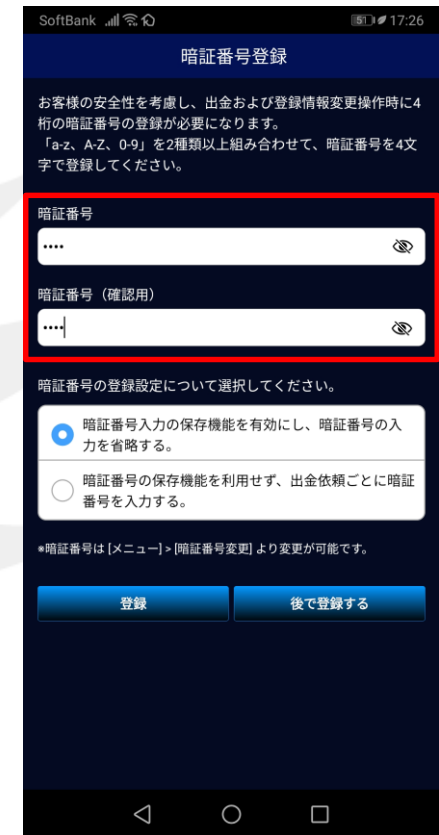 SoftBank 51 17:26
暗証番号登録
お客様の安全性を考慮し、出金および登録情報変更操作時に4
桁の暗証番号の登録が必要になります。
「a-z、A-Z、0-9」を2種類以上組み合わせて、暗証番号を4文
字で登録してください。
暗証番号
••••
暗証番号（確認用）
••••
暗証番号の登録設定について選択してください。
暗証番号入力の保存機能を有効にし、暗証番号の入
力を省略する。
暗証番号の保存機能を利用せず、出金依頼ごとに暗証
番号を入力する。
※暗証番号は [メニュー] > [暗証番号変更] より変更が可能です。
登録 後で登録する